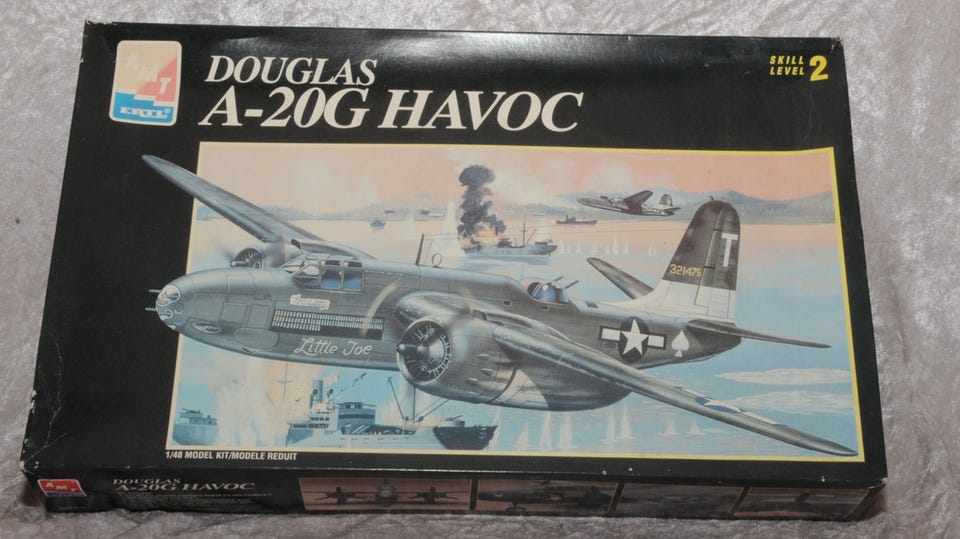 AMT
ERTL®
DOUGLAS
A-20G HAVOC
SKILL
LEVEL 2
T
321475
Little Joe
1/48 MODEL KIT/MODELE REDUIT
AMT
DOUGLAS
A-20G HAVOC